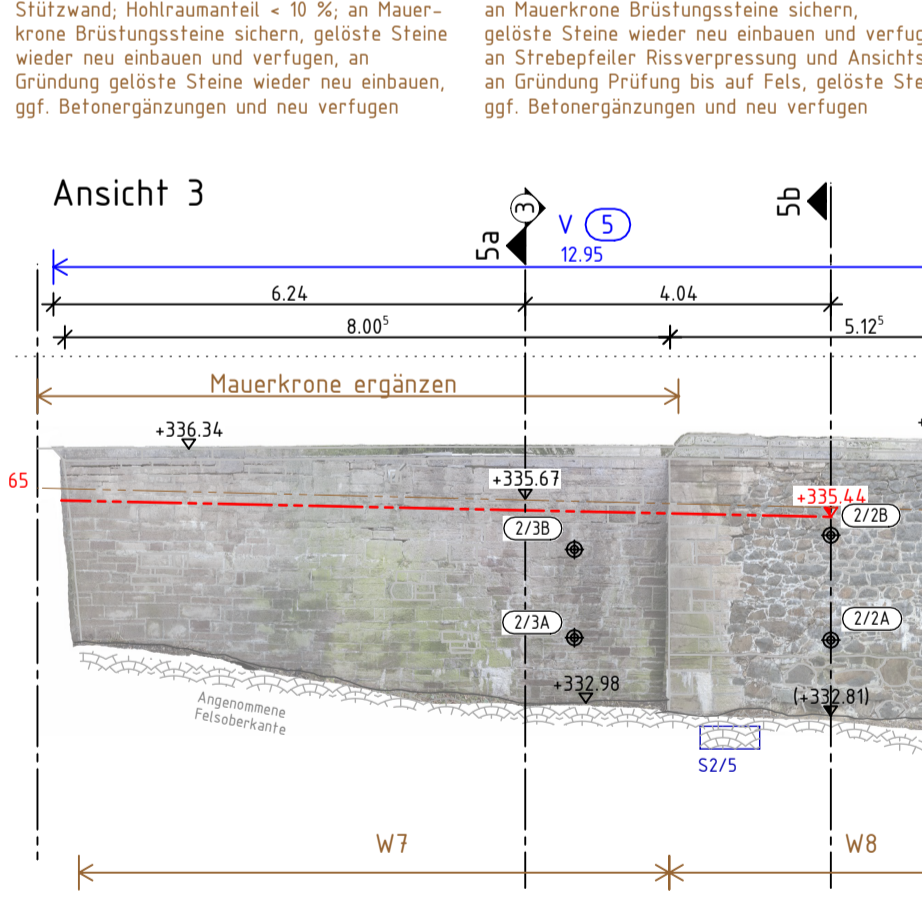 Stützwand; Hohlraumanteil < 10 %; an Mauer-
krone Brüstungssteine sichern, gelöste Steine
wieder neu einbauen und verfugen, an
Gründung gelöste Steine wieder neu einbauen,
ggf. Betonergänzungen und neu verfugen
an Mauerkrone Brüstungssteine sichern,
gelöste Steine wieder neu einbauen und verfug
an Strebepfeiler Rissverpressung und Ansichts
an Gründung Prüfung bis auf Fels, gelöste Ste
ggf. Betonergänzungen und neu verfugen
Ansicht 3
3
5a
V 5
12.95
5b
6.24
4.04
8.00⁵
5.12⁵
Mauerkrone ergänzen
+336.34
65
+335.67
+335.44
2/3B
2/2B
2/3A
2/2A
+332.98
(+332.81)
Angenommene
Felsoberkante
S2/5
W7
W8